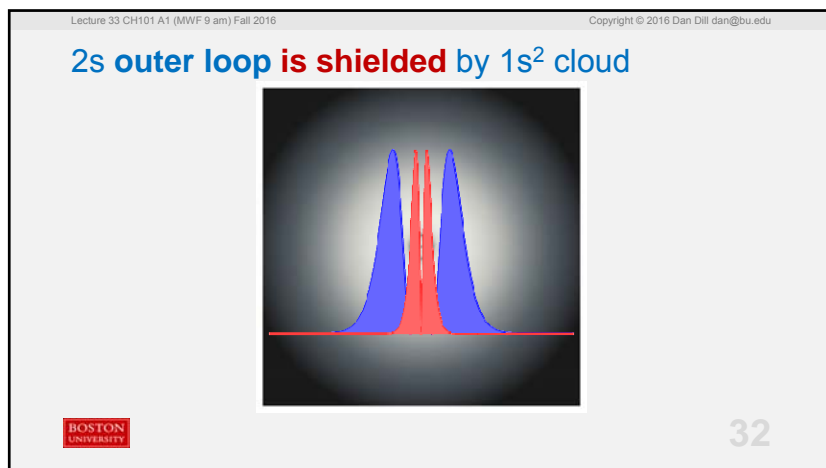 Lecture 33 CH101 A1 (MWF 9 am) Fall 2016
Copyright © 2016 Dan Dill dan@bu.edu
2s outer loop is shielded by 1s² cloud
BOSTON
UNIVERSITY
32